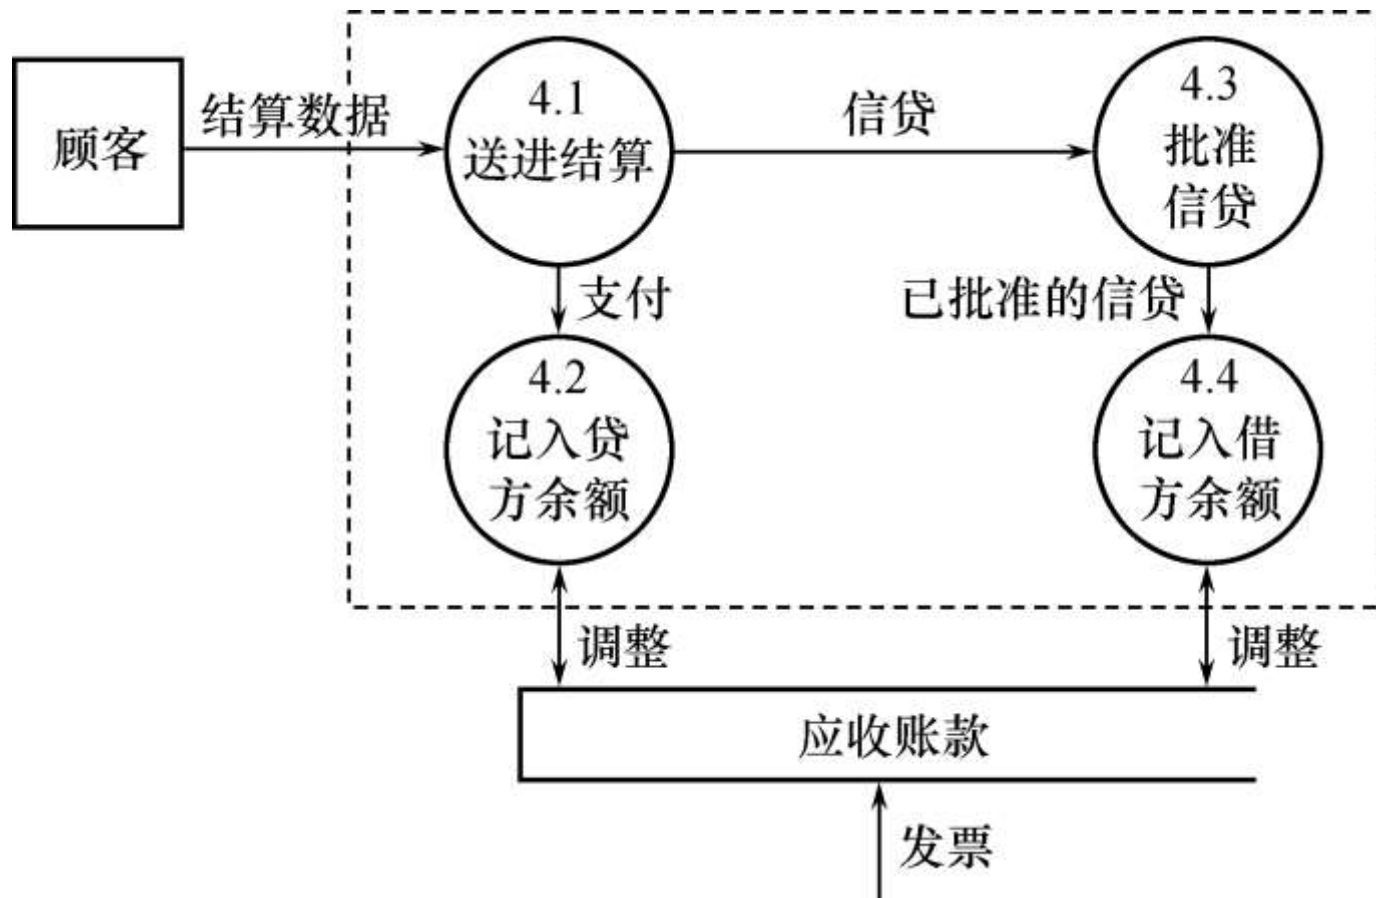 顾客
结算数据
4.1
送进结算
信贷
4.3
批准
信贷
支付
已批准的信贷
4.2
记入贷
方余额
4.4
记入借
方余额
调整
调整
应收账款
发票